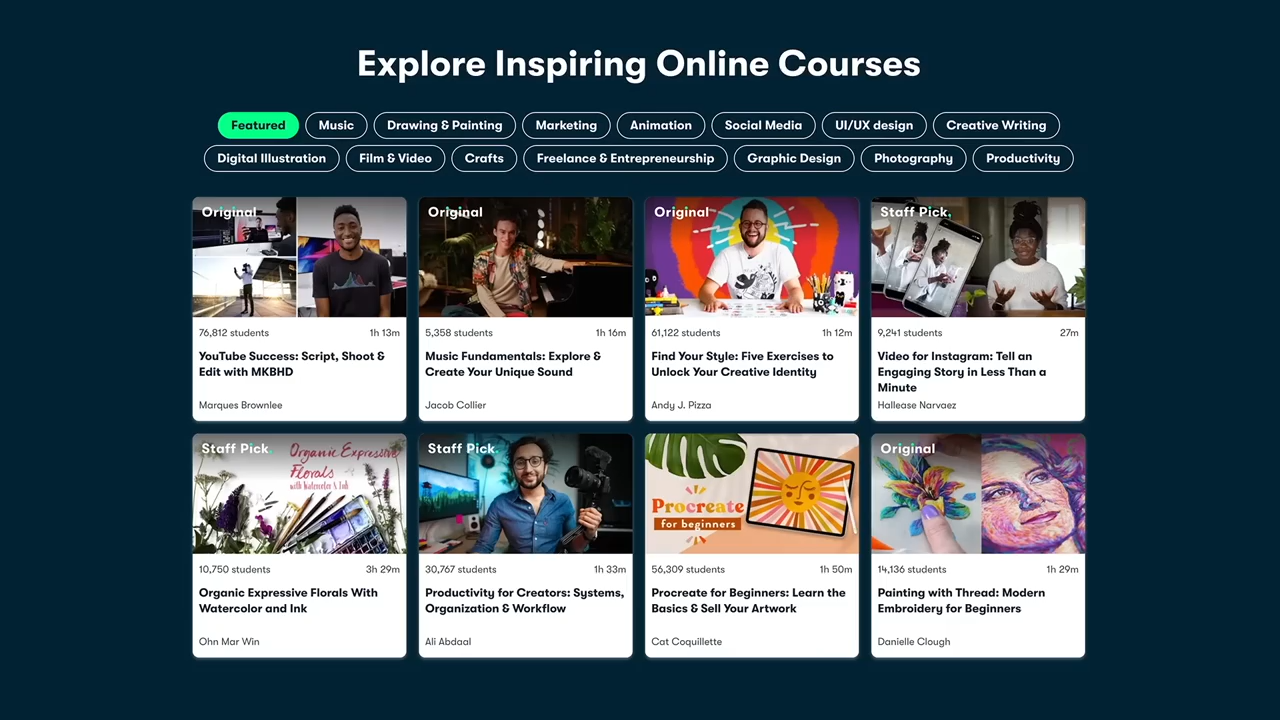 Explore Inspiring Online Courses
Featured
Music
Drawing & Painting
Marketing
Animation
Social Media
UI/UX design
Creative Writing
Digital Illustration
Film & Video
Crafts
Freelance & Entrepreneurship
Graphic Design
Photography
Productivity
Original
76,812 students
1h 13m
YouTube Success: Script, Shoot &
Edit with MKBHD
Marques Brownlee
Original
5,358 students
1h 16m
Music Fundamentals: Explore &
Create Your Unique Sound
Jacob Collier
Original
61,122 students
1h 12m
Find Your Style: Five Exercises to
Unlock Your Creative Identity
Andy J. Pizza
Staff Pick.
9,241 students
27m
Video for Instagram: Tell an
Engaging Story in Less Than a
Minute
Hallease Narvaez
Staff Pick.
Organic Expressive
Florals
with Watercolor & Ink
10,750 students
3h 29m
Organic Expressive Florals With
Watercolor and Ink
Ohn Mar Win
Staff Pick.
30,767 students
1h 33m
Productivity for Creators: Systems,
Organization & Workflow
Ali Abdaal
Procreate
for beginners
56,309 students
1h 50m
Procreate for Beginners: Learn the
Basics & Sell Your Artwork
Cat Coquillette
Original
14,136 students
1h 29m
Painting with Thread: Modern
Embroidery for Beginners
Danielle Clough